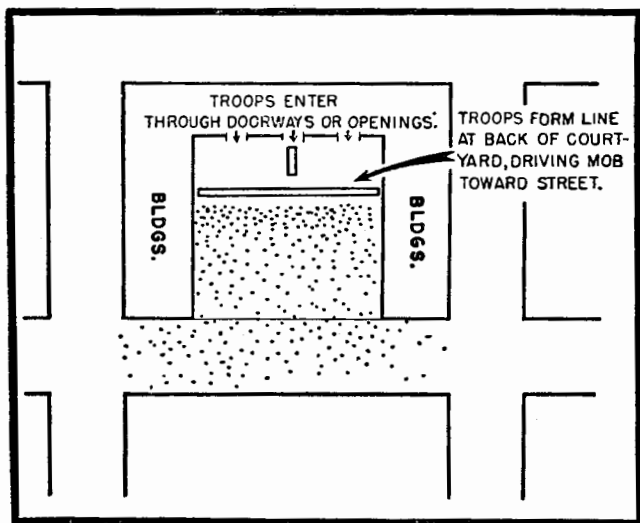 TROOPS ENTER
THROUGH DOORWAYS OR OPENINGS.
TROOPS FORM LINE
AT BACK OF COURT-
YARD, DRIVING MOB
TOWARD STREET.
BLDGS.
BLDGS.